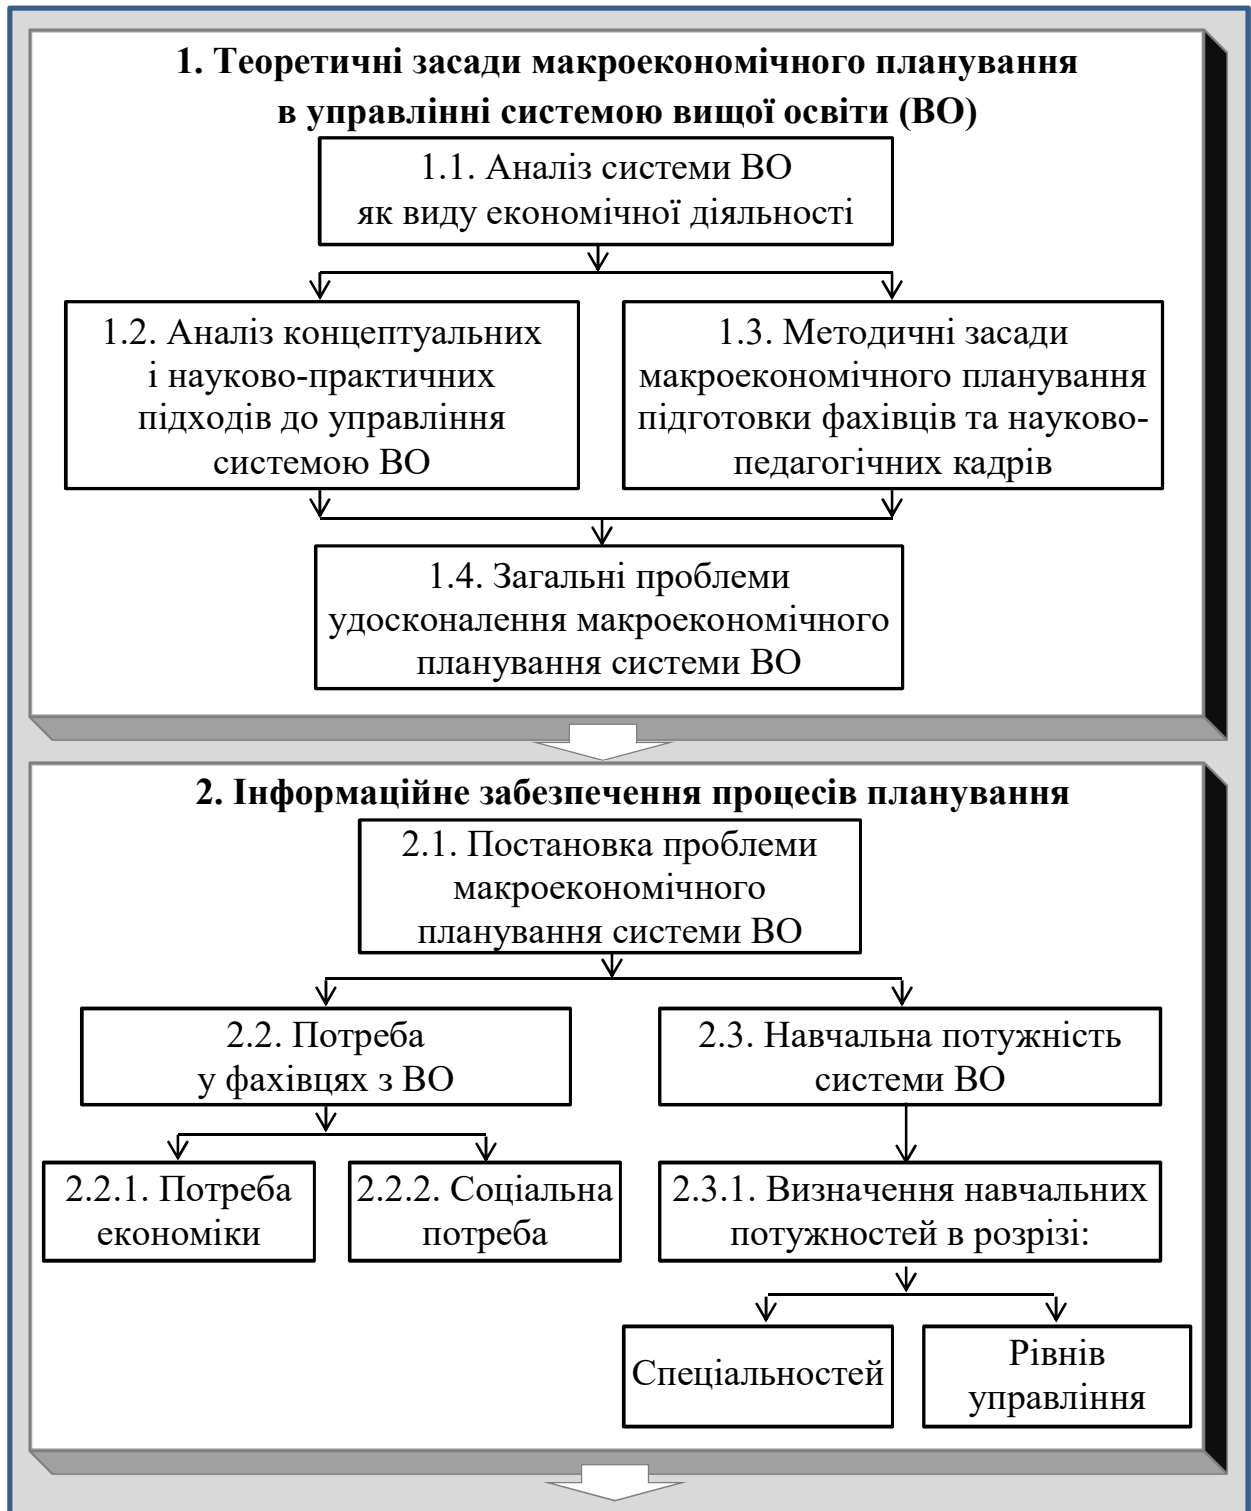 1. Теоретичні засади макроекономічного планування
в управлінні системою вищої освіти (ВО)
1.1. Аналіз системи ВО
як виду економічної діяльності
1.2. Аналіз концептуальних
і науково-практичних
підходів до управління
системою ВО
1.3. Методичні засади
макроекономічного планування
підготовки фахівців та науково-
педагогічних кадрів
1.4. Загальні проблеми
удосконалення макроекономічного
планування системи ВО
2. Інформаційне забезпечення процесів планування
2.1. Постановка проблеми
макроекономічного
планування системи ВО
2.2. Потреба
у фахівцях з ВО
2.3. Навчальна потужність
системи ВО
2.2.1. Потреба
економіки
2.2.2. Соціальна
потреба
2.3.1. Визначення навчальних
потужностей в розрізі:
Спеціальностей
Рівнів
управління